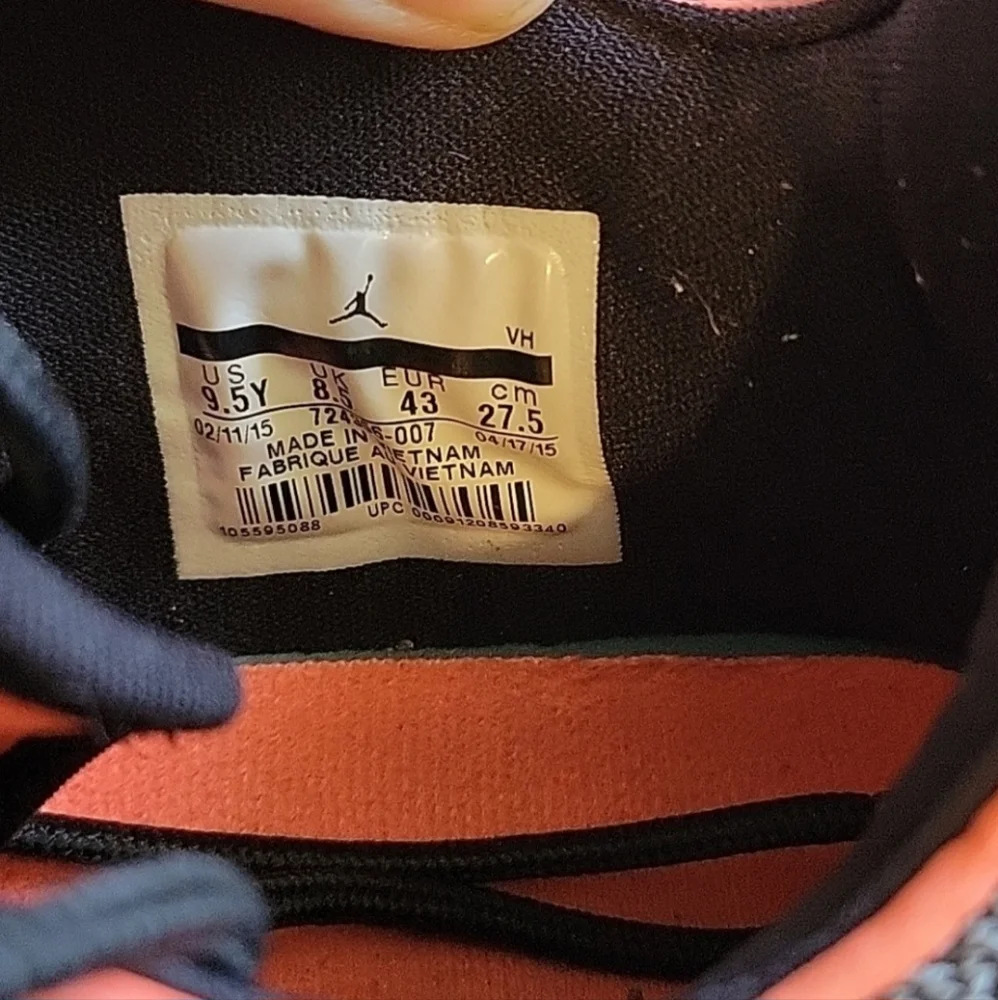 VH
US UK EUR cm
9.5Y 8.5 43 27.5
02/11/15 04/17/15
MADE IN
FABRIQUE VIETNAM
105595088 UPC 00091208593340